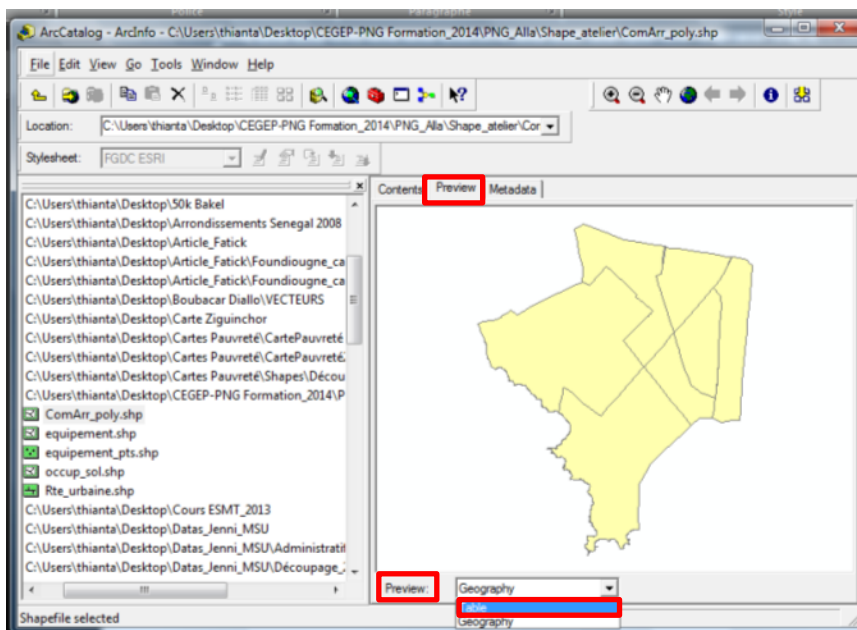 Police
Paragraphe
Style
ArcCatalog - ArcInfo - C:\Users\thianta\Desktop\CEGEP-PNG Formation_2014\PNG_Alla\Shape_atelier\ComArr_poly.shp
File Edit View Go Tools Window Help
Location: C:\Users\thianta\Desktop\CEGEP-PNG Formation_2014\PNG_Alla\Shape_atelier\Cor
Stylesheet: FGDC ESRI
Contents Preview Metadata
C:\Users\thianta\Desktop\50k Bakel
C:\Users\thianta\Desktop\Arrondissements Senegal 2008
C:\Users\thianta\Desktop\Article_Fatick
C:\Users\thianta\Desktop\Article_Fatick\Foundiougne_ca
C:\Users\thianta\Desktop\Article_Fatick\Foundiougne_ca
C:\Users\thianta\Desktop\Boubacar Diallo\VECTEURS
C:\Users\thianta\Desktop\Carte Ziguinchor
C:\Users\thianta\Desktop\Cartes Pauvreté\CartePauvreté
C:\Users\thianta\Desktop\Cartes Pauvreté\CartePauvreté.
C:\Users\thianta\Desktop\Cartes Pauvreté\Shapes\Décou
C:\Users\thianta\Desktop\CEGEP-PNG Formation_2014\P
ComArr_poly.shp
equipement.shp
equipement_pts.shp
occup_sol.shp
Rte_urbaine.shp
C:\Users\thianta\Desktop\Cours ESMT_2013
C:\Users\thianta\Desktop\Datas_Jenni_MSU
C:\Users\thianta\Desktop\Datas_Jenni_MSU\Administratif
C:\Users\thianta\Desktop\Datas_Jenni_MSU\Découpage_
Preview: Geography
Table
Geography
Shapefile selected